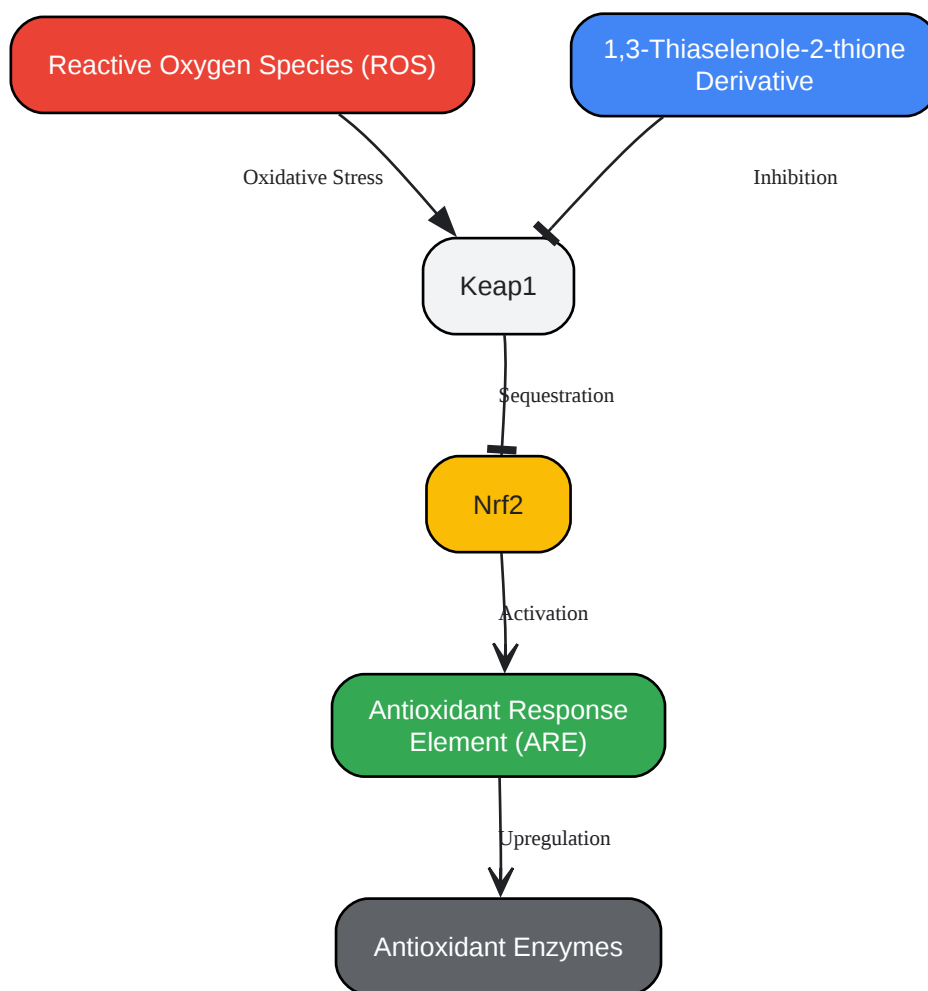 Reactive Oxygen Species (ROS)
1,3-Thiaselenole-2-thione
Derivative
Oxidative Stress
Inhibition
Keap1
Sequestration
Nrf2
Activation
Antioxidant Response
Element (ARE)
Upregulation
Antioxidant Enzymes